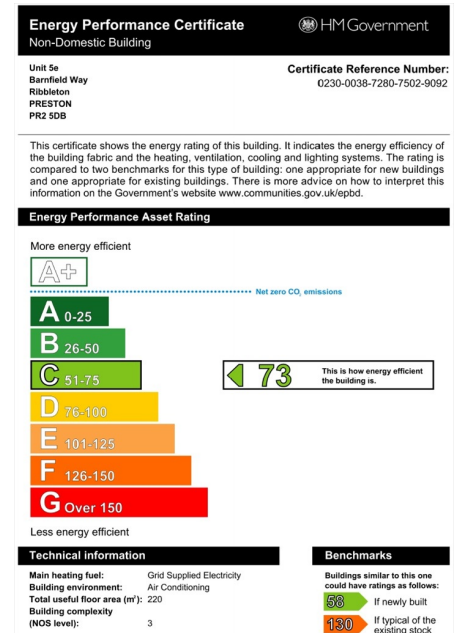 Energy Performance Certificate
Non-Domestic Building
HM Government
Unit 5e
Barnfield Way
Ribbleton
PRESTON
PR2 5DB
Certificate Reference Number:
0230-0038-7280-7502-9092
This certificate shows the energy rating of this building. It indicates the energy efficiency of
the building fabric and the heating, ventilation, cooling and lighting systems. The rating is
compared to two benchmarks for this type of building: one appropriate for new buildings
and one appropriate for existing buildings. There is more advice on how to interpret this
information on the Government's website www.communities.gov.uk/epbd.
Energy Performance Asset Rating
More energy efficient
A+
Net zero CO₂ emissions
A 0-25
B 26-50
C 51-75
73
This is how energy efficient
the building is.
D 76-100
E 101-125
F 126-150
G Over 150
Less energy efficient
Technical information
Main heating fuel: Grid Supplied Electricity
Building environment: Air Conditioning
Total useful floor area (m²): 220
Building complexity
(NOS level): 3
Benchmarks
Buildings similar to this one
could have ratings as follows:
58 If newly built
130 If typical of the
existing stock